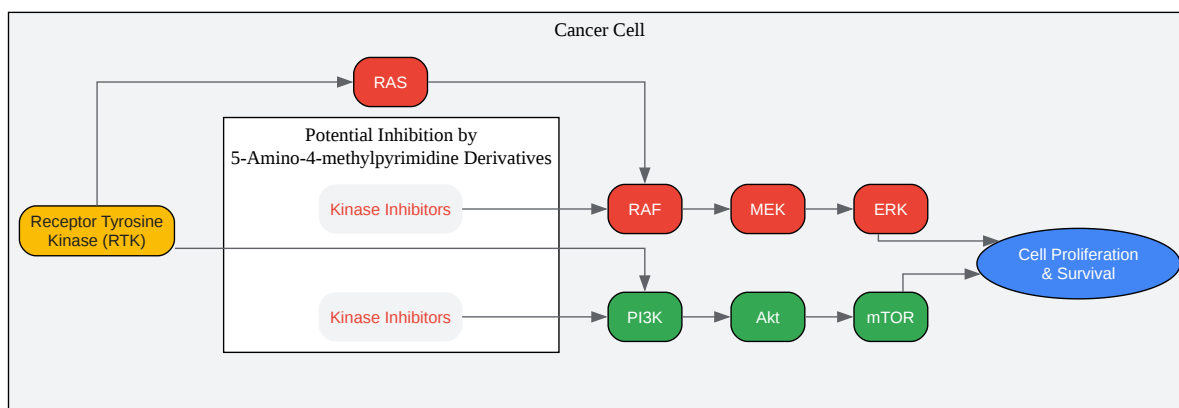 Cancer Cell
RAS
Potential Inhibition by
5-Amino-4-methylpyrimidine Derivatives
Kinase Inhibitors
RAF
MEK
ERK
Receptor Tyrosine
Kinase (RTK)
Cell Proliferation
& Survival
Kinase Inhibitors
PI3K
Akt
mTOR